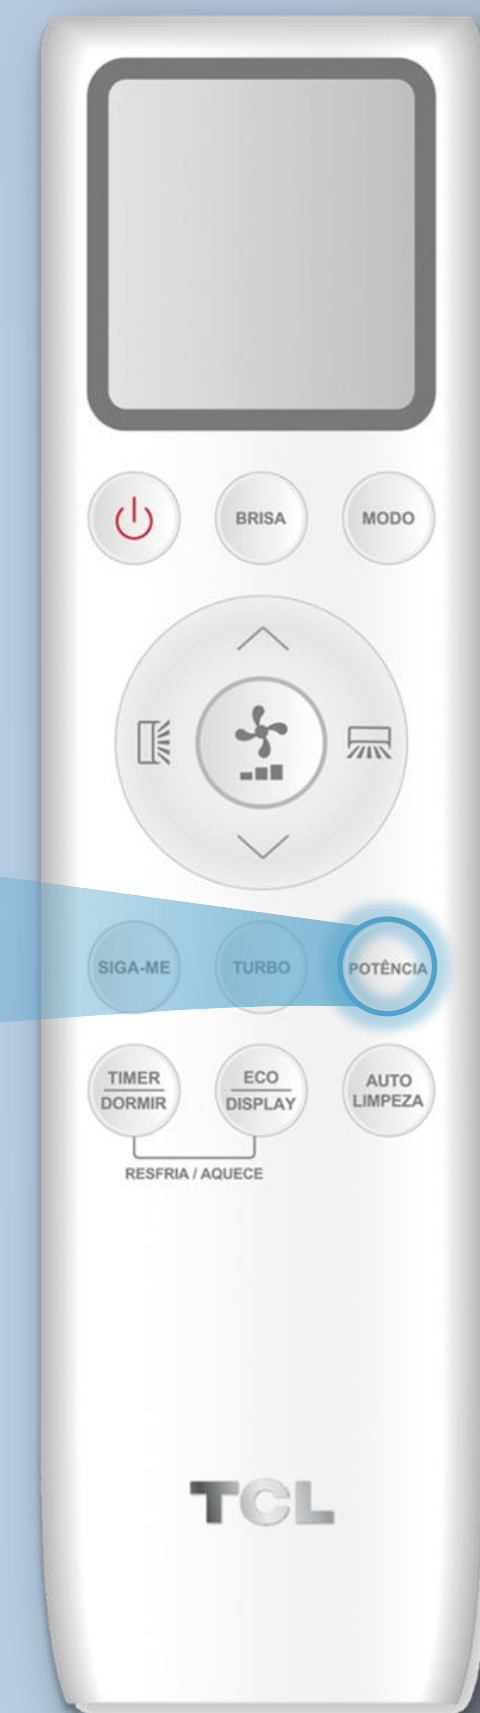 BRISA
MODO
SIGA-ME
TURBO
POTÊNCIA
TIMER
DORMIR
ECO
DISPLAY
AUTO
LIMPEZA
RESFRIA / AQUECE
TCL